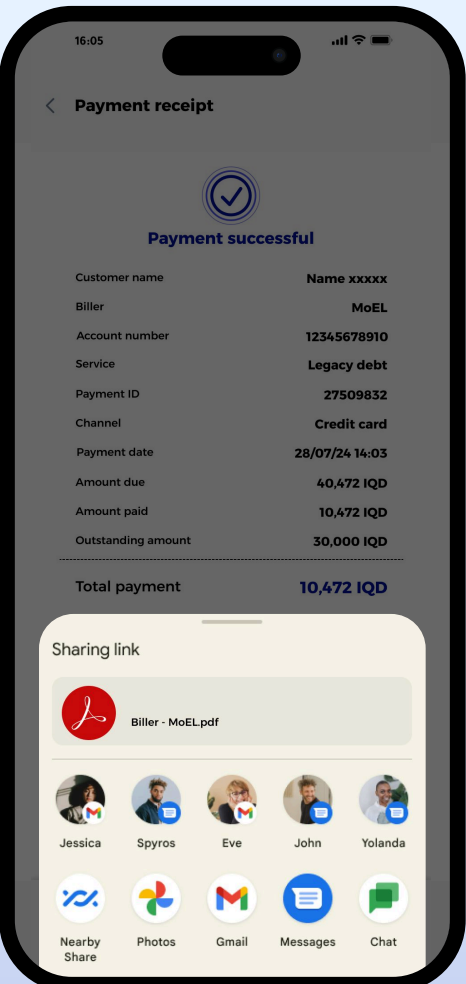 16:05
Payment receipt
Payment successful
Customer name Name xxxxx
Biller MoEL
Account number 12345678910
Service Legacy debt
Payment ID 27509832
Channel Credit card
Payment date 28/07/24 14:03
Amount due 40,472 IQD
Amount paid 10,472 IQD
Outstanding amount 30,000 IQD
Total payment 10,472 IQD
Sharing link
Biller - MoEL.pdf
Jessica Spyros Eve John Yolanda
Nearby Photos Gmail Messages Chat
Share